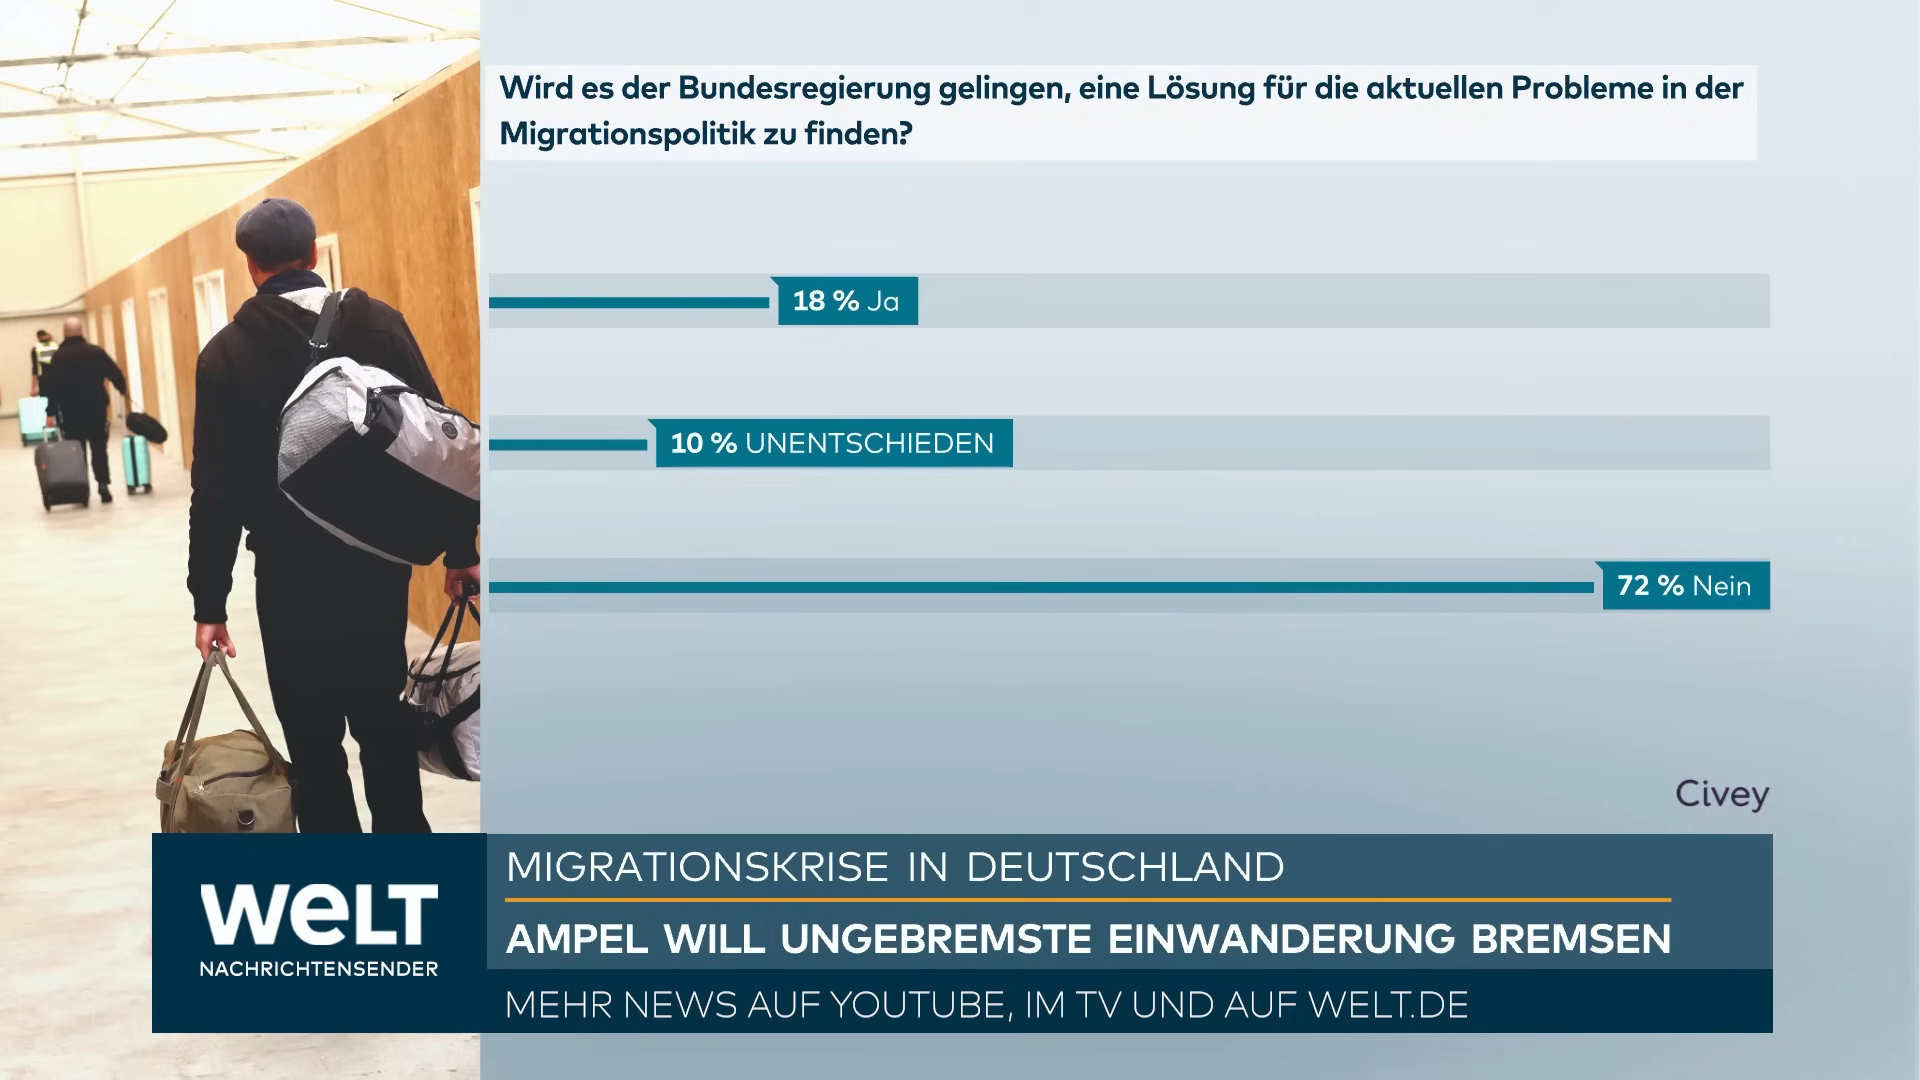 Wird es der Bundesregierung gelingen, eine Lösung für die aktuellen Probleme in der
Migrationspolitik zu finden?
18 % Ja
10 % UNENTSCHIEDEN
72 % Nein
Civey
MIGRATIONSKRISE IN DEUTSCHLAND
AMPEL WILL UNGEBREMSTE EINWANDERUNG BREMSEN
MEHR NEWS AUF YOUTUBE, IM TV UND AUF WELT.DE
WELT
NACHRICHTENSENDER